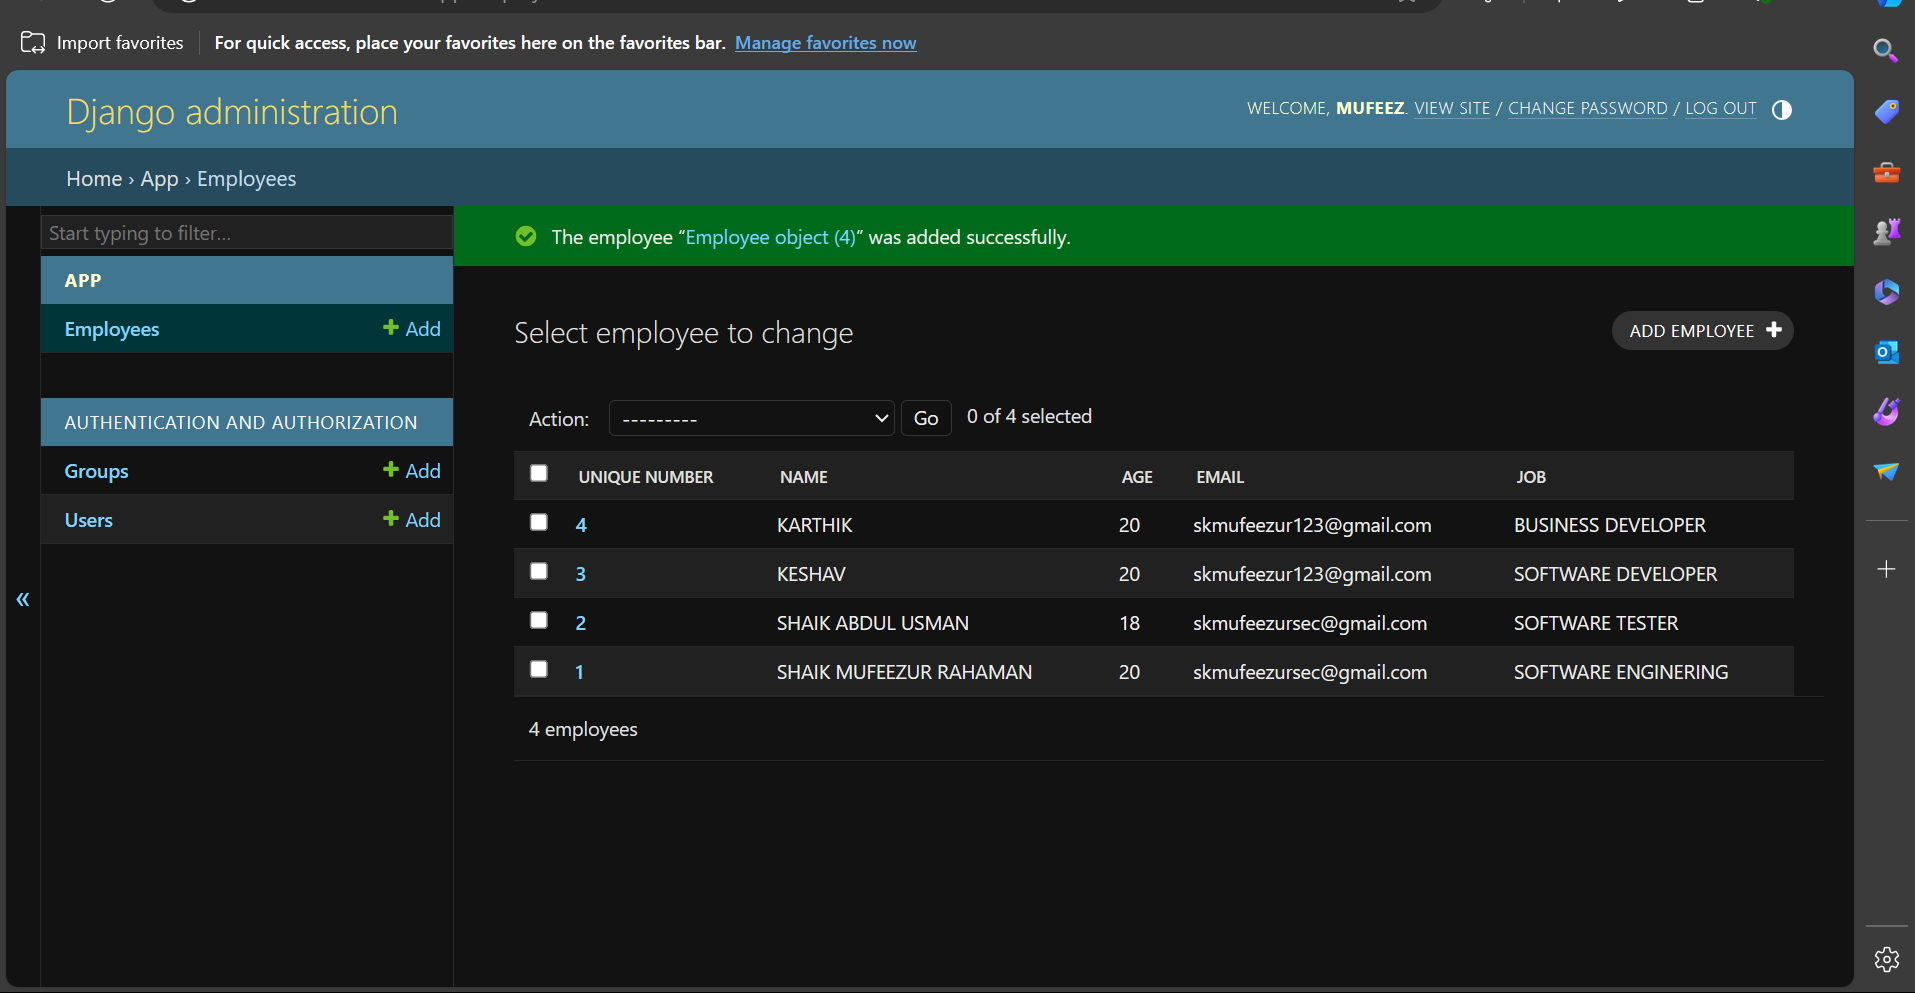 Import favorites For quick access, place your favorites here on the favorites bar. Manage favorites now
Django administration
WELCOME, MUFEEZ. VIEW SITE / CHANGE PASSWORD / LOG OUT
Home › App › Employees
Start typing to filter...
APP
Employees + Add
AUTHENTICATION AND AUTHORIZATION
Groups + Add
Users + Add
«
The employee “Employee object (4)” was added successfully.
Select employee to change
ADD EMPLOYEE +
Action: --------- Go 0 of 4 selected
UNIQUE NUMBER NAME AGE EMAIL JOB
4 KARTHIK 20 skmufeezur123@gmail.com BUSINESS DEVELOPER
3 KESHAV 20 skmufeezur123@gmail.com SOFTWARE DEVELOPER
2 SHAIK ABDUL USMAN 18 skmufeezursec@gmail.com SOFTWARE TESTER
1 SHAIK MUFEEZUR RAHAMAN 20 skmufeezursec@gmail.com SOFTWARE ENGINERING
4 employees